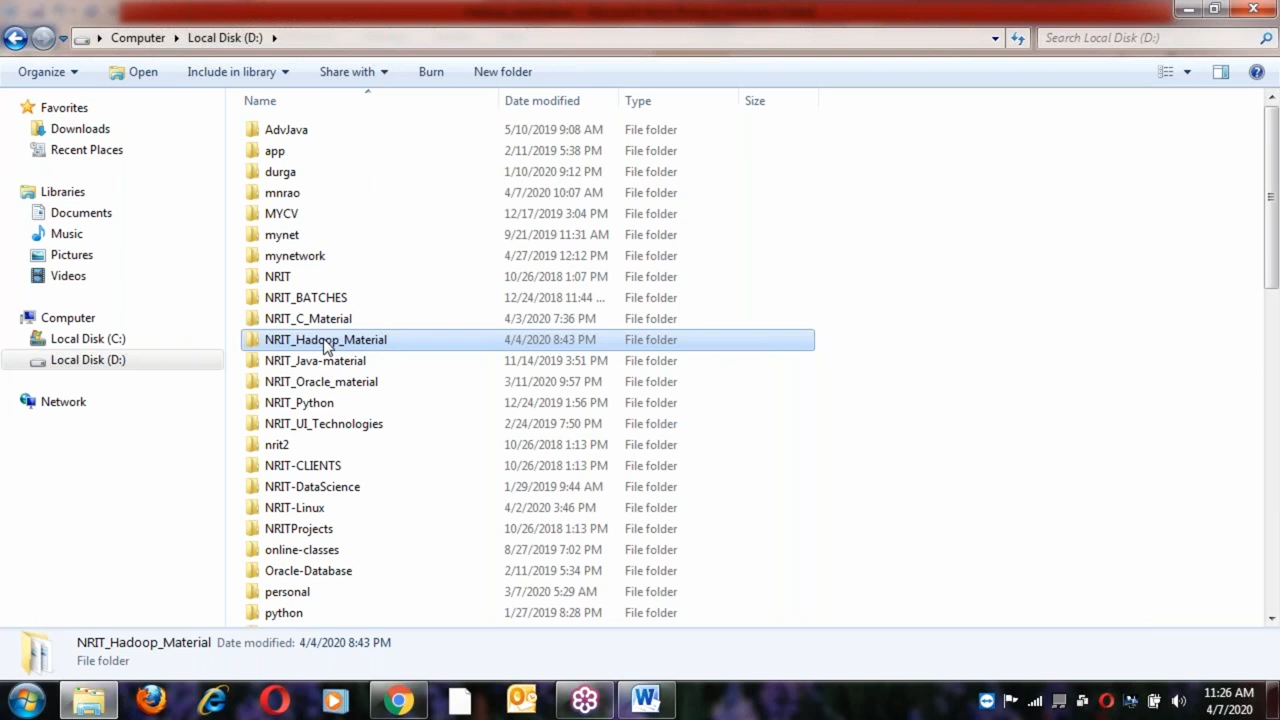 Computer Local Disk (D:) Search Local Disk (D:)
Organize Open Include in library Share with Burn New folder
Name Date modified Type Size
Favorites
Downloads
Recent Places
Libraries
Documents
Music
Pictures
Videos
Computer
Local Disk (C:)
Local Disk (D:)
Network
AdvJava 5/10/2019 9:08 AM File folder
app 2/11/2019 5:38 PM File folder
durga 1/10/2020 9:12 PM File folder
mnrao 4/7/2020 10:07 AM File folder
MYCV 12/17/2019 3:04 PM File folder
mynet 9/21/2019 11:31 AM File folder
mynetwork 4/27/2019 12:12 PM File folder
NRIT 10/26/2018 1:07 PM File folder
NRIT_BATCHES 12/24/2018 11:44 ... File folder
NRIT_C_Material 4/3/2020 7:36 PM File folder
NRIT_Hadoop_Material 4/4/2020 8:43 PM File folder
NRIT_Java-material 11/14/2019 3:51 PM File folder
NRIT_Oracle_material 3/11/2020 9:57 PM File folder
NRIT_Python 12/24/2019 1:56 PM File folder
NRIT_UI_Technologies 2/24/2019 7:50 PM File folder
nrit2 10/26/2018 1:13 PM File folder
NRIT-CLIENTS 10/26/2018 1:13 PM File folder
NRIT-DataScience 1/29/2019 9:44 AM File folder
NRIT-Linux 4/2/2020 3:46 PM File folder
NRITProjects 10/26/2018 1:13 PM File folder
online-classes 8/27/2019 7:02 PM File folder
Oracle-Database 2/11/2019 5:34 PM File folder
personal 3/7/2020 5:29 AM File folder
python 1/27/2019 8:28 PM File folder
NRIT_Hadoop_Material Date modified: 4/4/2020 8:43 PM
File folder
11:26 AM
4/7/2020